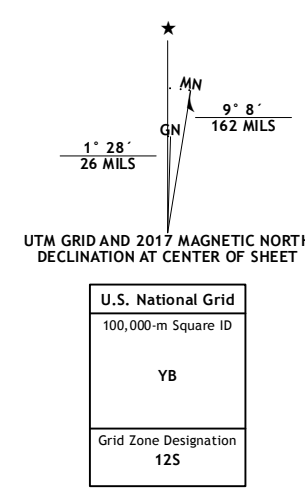 ★
MN
GN
9° 8´
162 MILS
1° 28´
26 MILS
UTM GRID AND 2017 MAGNETIC NORTH
DECLINATION AT CENTER OF SHEET
U.S. National Grid
100,000-m Square ID
YB
Grid Zone Designation
12S